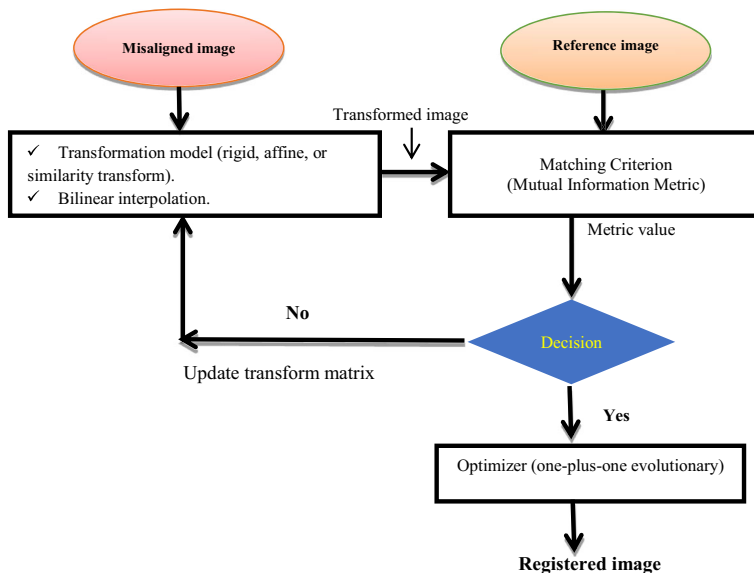 Misaligned image
Reference image
Transformed image
✓ Transformation model (rigid, affine, or
similarity transform).
✓ Bilinear interpolation.
Matching Criterion
(Mutual Information Metric)
Metric value
No
Decision
Update transform matrix
Yes
Optimizer (one-plus-one evolutionary)
Registered image